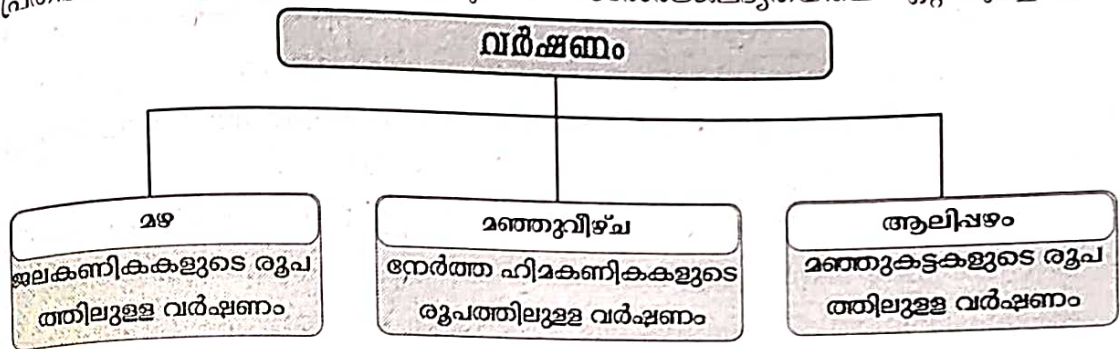 വർഷണം
മഴ
ജലകണികകളുടെ രൂപ
ത്തിലുള്ള വർഷണം
മഞ്ഞുവീഴ്ച
നേർത്ത ഹിമകണികകളുടെ
രൂപത്തിലുള്ള വർഷണം
ആലിപ്പഴം
മഞ്ഞുകട്ടകളുടെ രൂപ
ത്തിലുള്ള വർഷണം